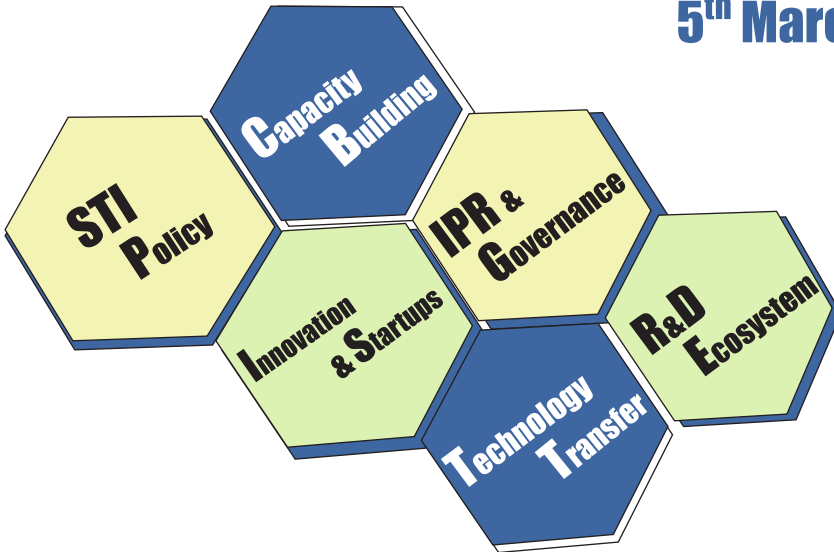 5th Marc
Capacity
Building
STI
Policy
IPR &
Governance
Innovation
& Startups
R&D
Ecosystem
Technology
Transfer